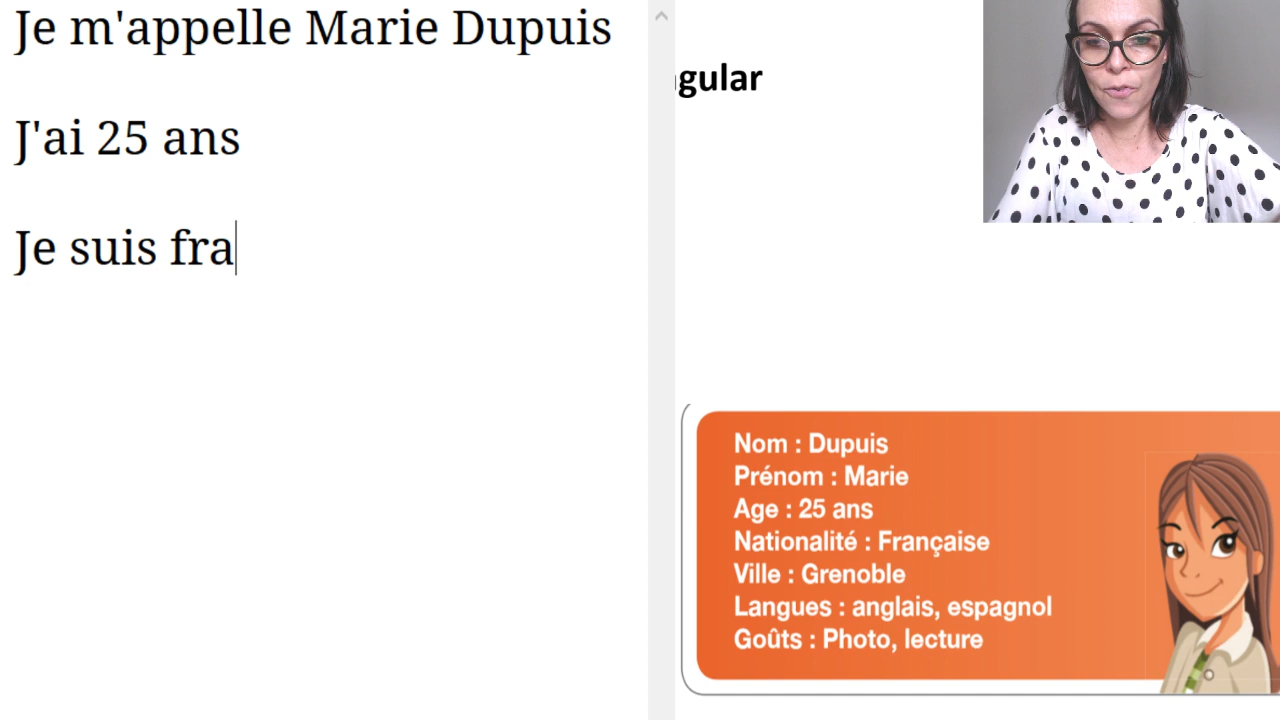 Je m'appelle Marie Dupuis
J'ai 25 ans
Je suis fra
gular
Nom : Dupuis
Prénom : Marie
Age : 25 ans
Nationalité : Française
Ville : Grenoble
Langues : anglais, espagnol
Goûts : Photo, lecture